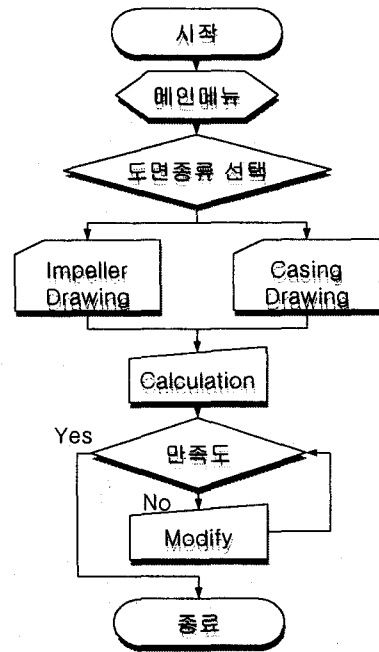 시작
메인메뉴
도면종류 선택
Impeller
Drawing
Casing
Drawing
Calculation
Yes
만족도
No
Modify
종료